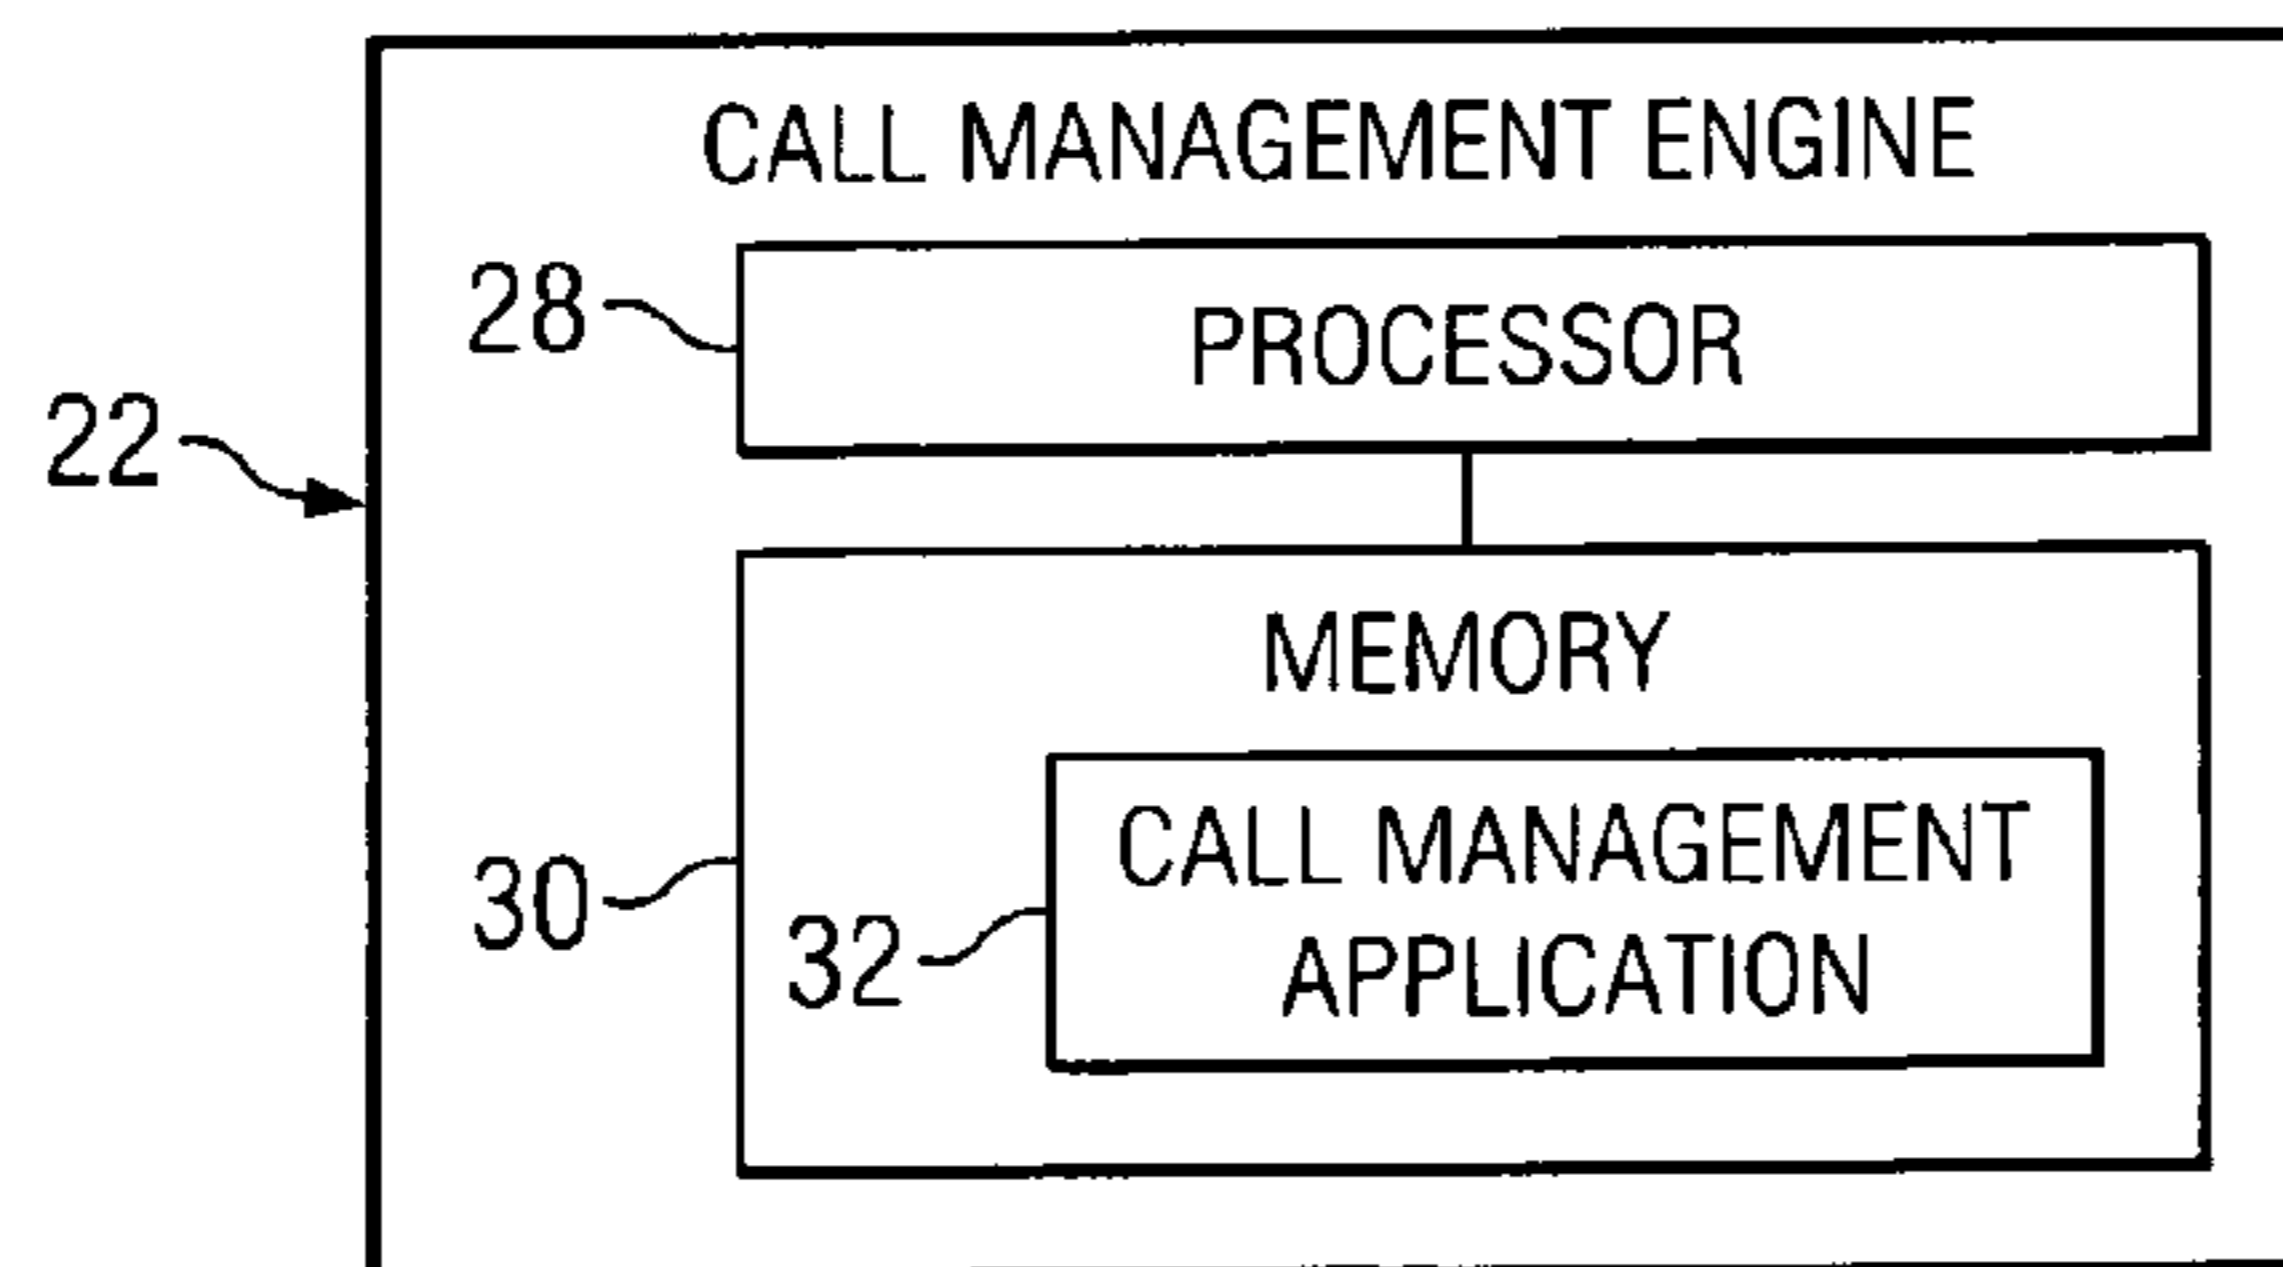 CALL MANAGEMENT ENGINE
28
PROCESSOR
22
MEMORY
30
32
CALL MANAGEMENT
APPLICATION